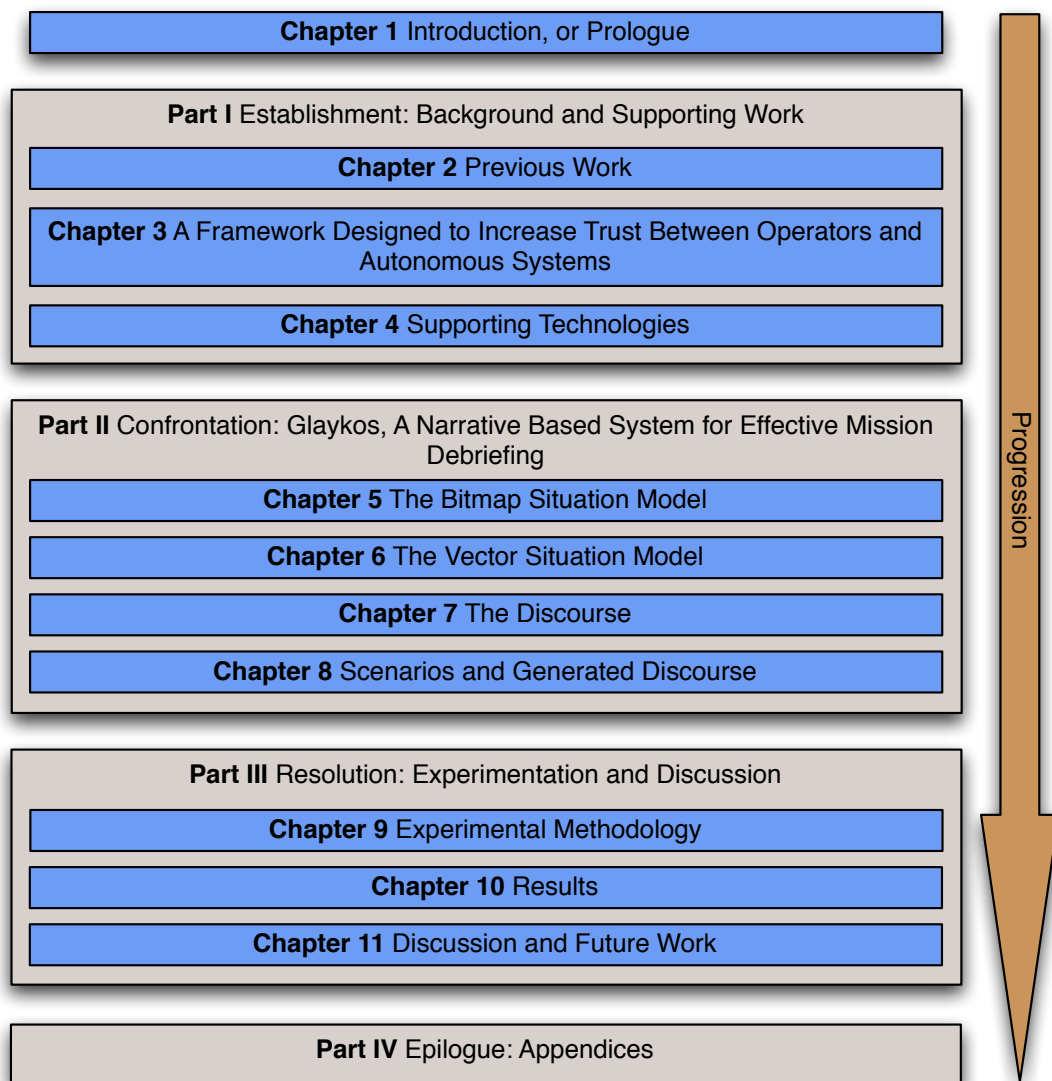 Chapter 1 Introduction, or Prologue
Part I Establishment: Background and Supporting Work
Chapter 2 Previous Work
Chapter 3 A Framework Designed to Increase Trust Between Operators and
Autonomous Systems
Chapter 4 Supporting Technologies
Part II Confrontation: Glaykos, A Narrative Based System for Effective Mission
Debriefing
Chapter 5 The Bitmap Situation Model
Chapter 6 The Vector Situation Model
Chapter 7 The Discourse
Chapter 8 Scenarios and Generated Discourse
Part III Resolution: Experimentation and Discussion
Chapter 9 Experimental Methodology
Chapter 10 Results
Chapter 11 Discussion and Future Work
Part IV Epilogue: Appendices
Progression